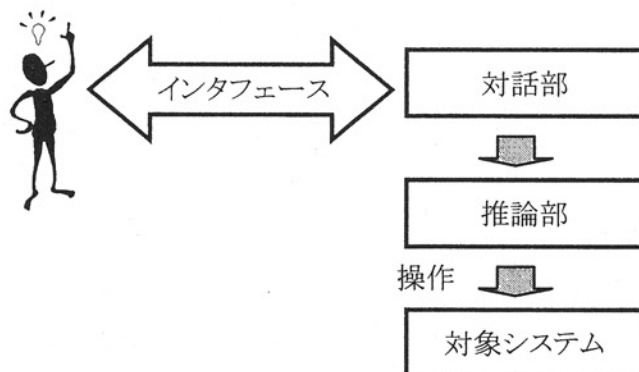 インタフェース
対話部
推論部
操作
対象システム